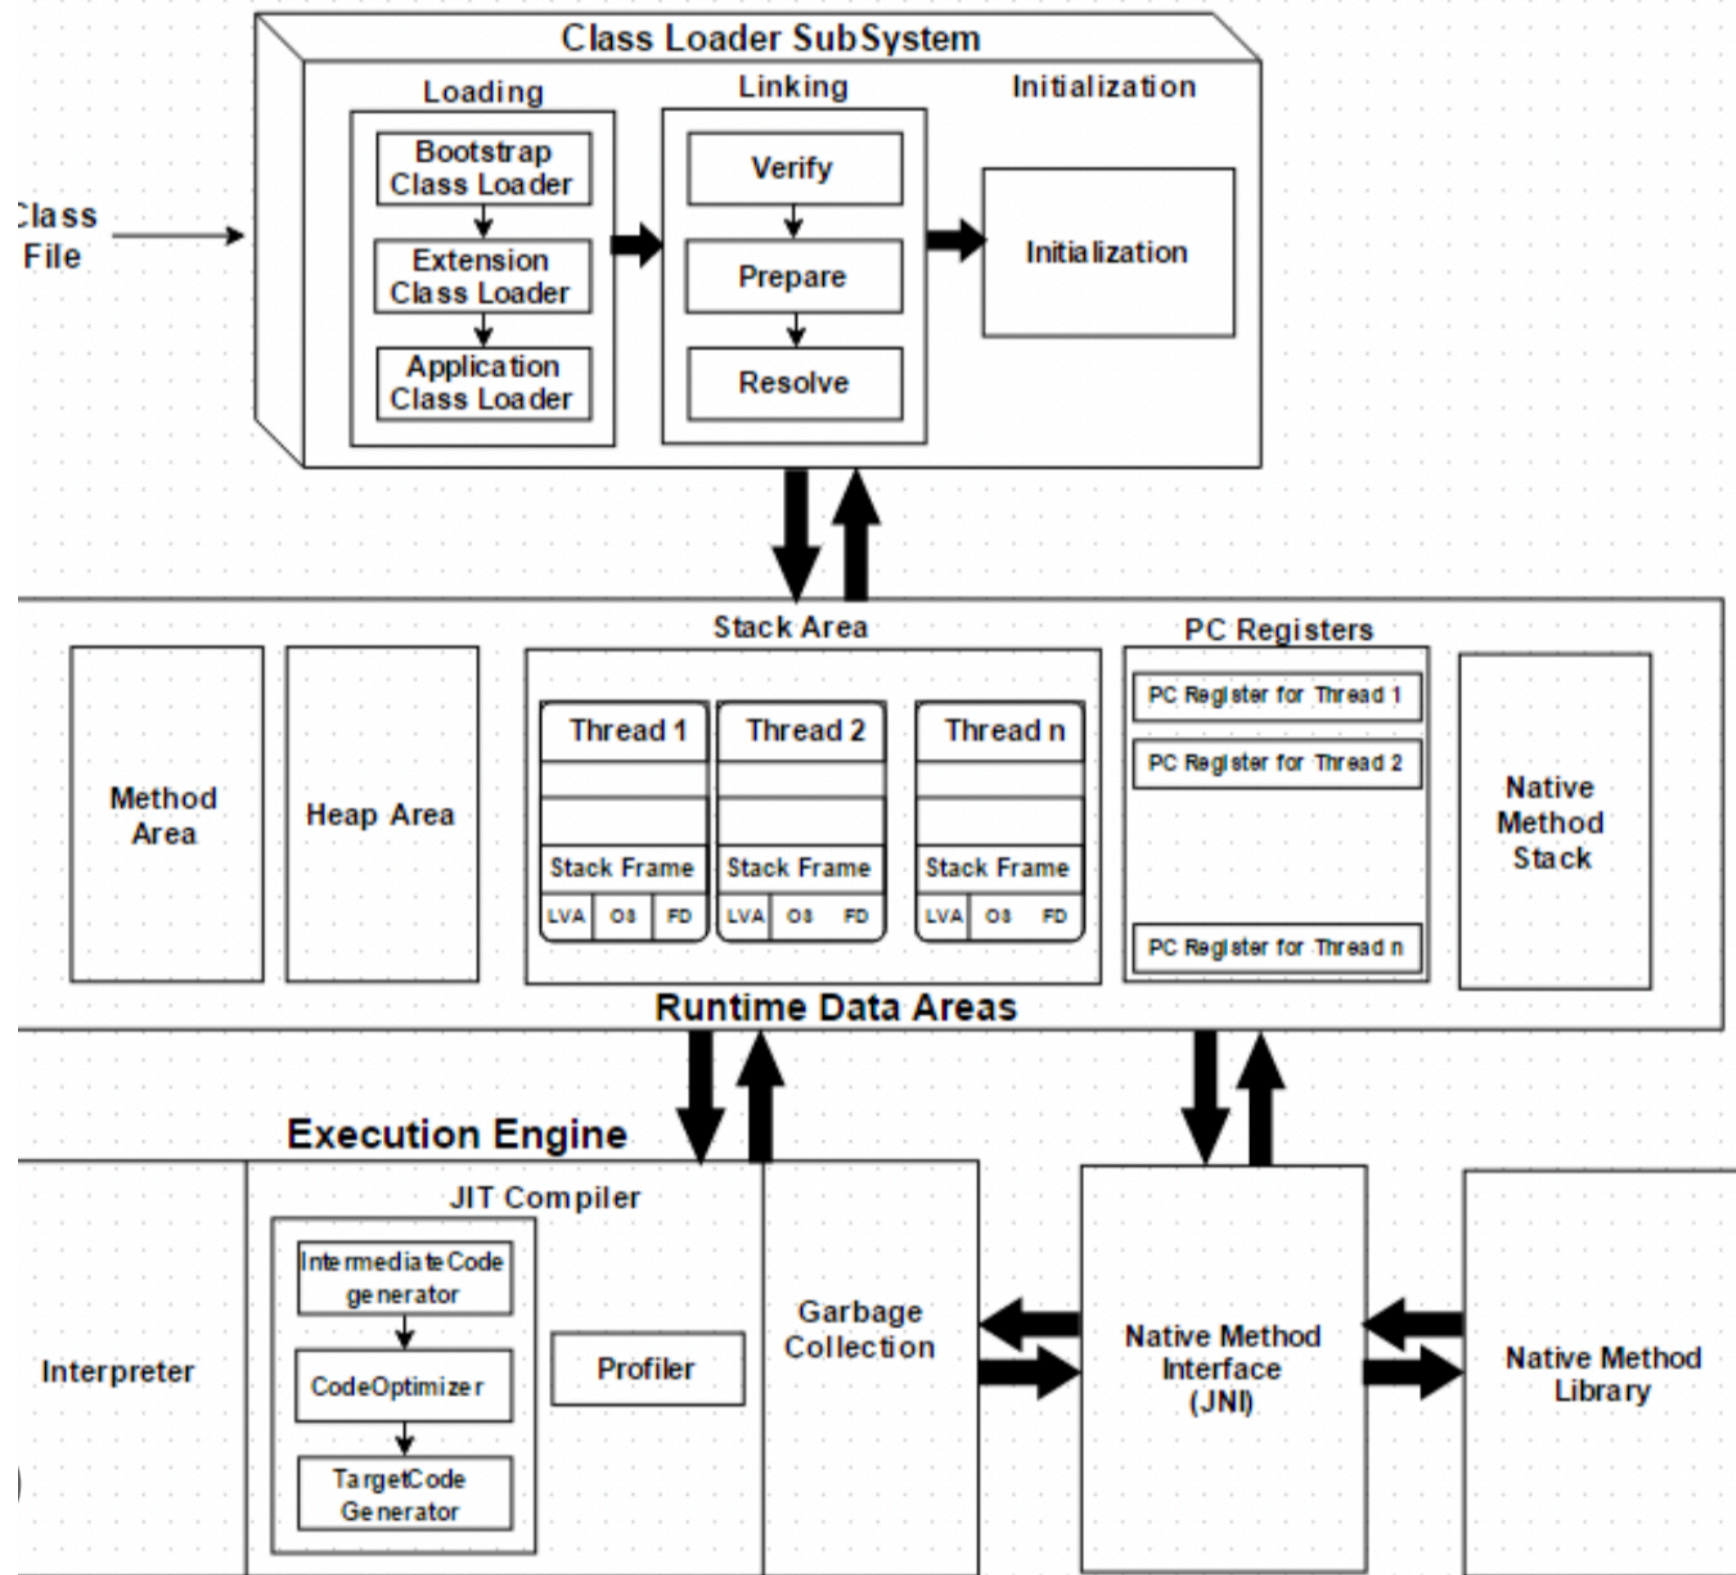 Class Loader SubSystem
Loading
Linking
Initialization
Bootstrap
Class Loader
Extension
Class Loader
Application
Class Loader
Verify
Prepare
Resolve
Initialization
Class
File
Stack Area
PC Registers
Method
Area
Heap Area
Thread 1
Stack Frame
LVA OS FD
Thread 2
Stack Frame
LVA OS FD
Thread n
Stack Frame
LVA OS FD
PC Register for Thread 1
PC Register for Thread 2
PC Register for Thread n
Native
Method
Stack
Runtime Data Areas
Execution Engine
Interpreter
JIT Compiler
IntermediateCode
generator
CodeOptimizer
TargetCode
Generator
Profiler
Garbage
Collection
Native Method
Interface
(JNI)
Native Method
Library